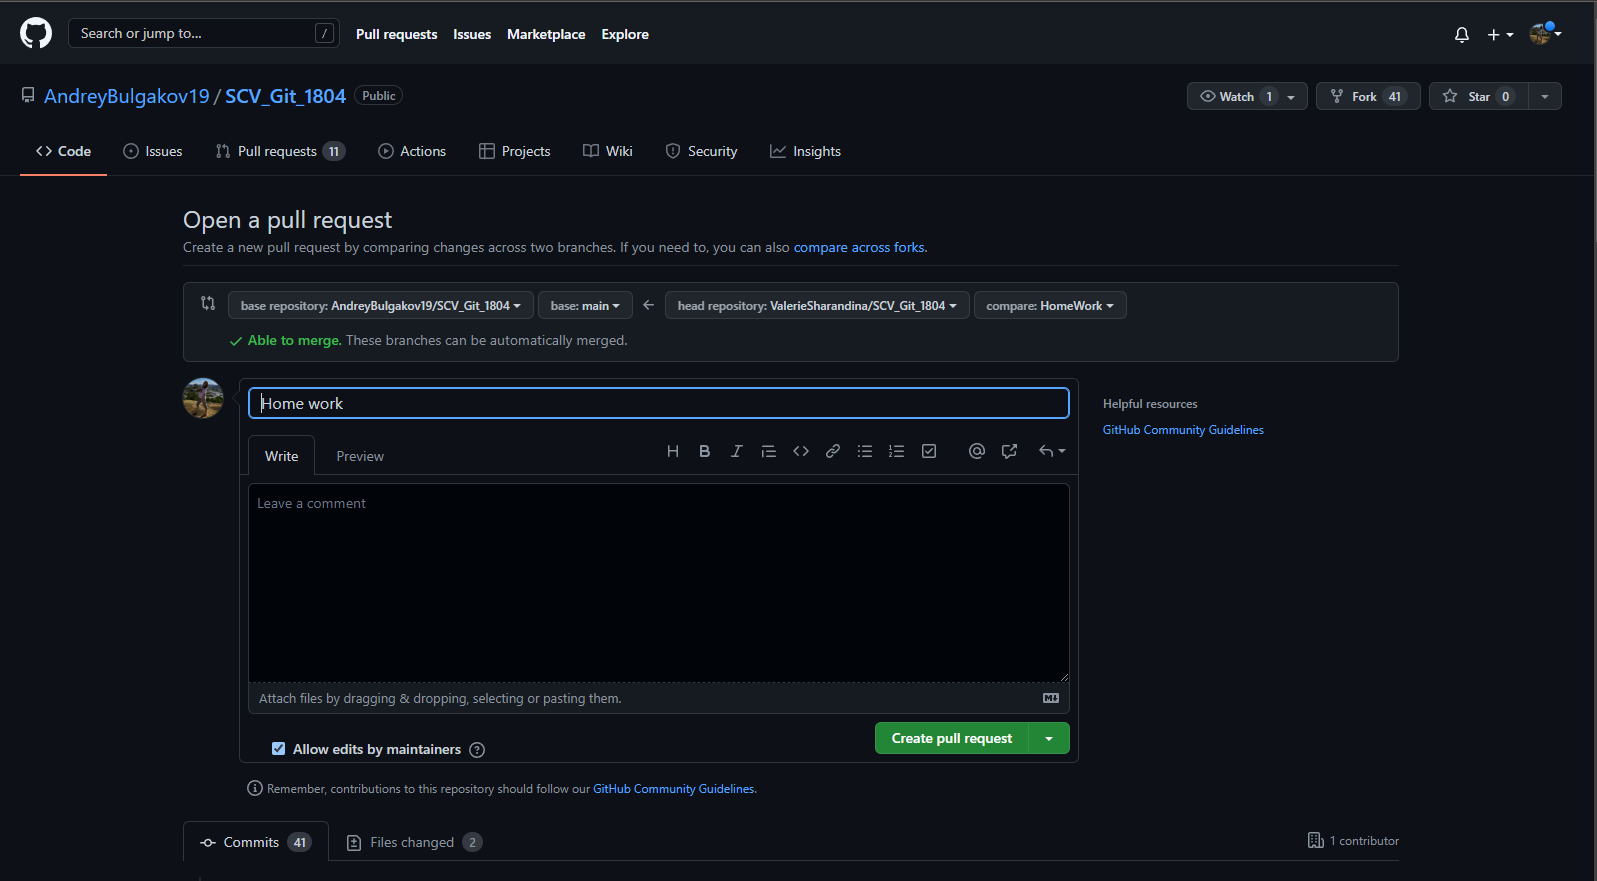 Search or jump to... /
Pull requests Issues Marketplace Explore
AndreyBulgakov19 / SCV_Git_1804 Public
Watch 1 Fork 41 Star 0
Code Issues Pull requests 11 Actions Projects Wiki Security Insights
Open a pull request
Create a new pull request by comparing changes across two branches. If you need to, you can also compare across forks.
base repository: AndreyBulgakov19/SCV_Git_1804 base: main head repository: ValerieSharandina/SCV_Git_1804 compare: HomeWork
Able to merge. These branches can be automatically merged.
Home work
Helpful resources
GitHub Community Guidelines
Write Preview
Leave a comment
Attach files by dragging & dropping, selecting or pasting them.
Allow edits by maintainers
Create pull request
Remember, contributions to this repository should follow our GitHub Community Guidelines.
Commits 41 Files changed 2
1 contributor